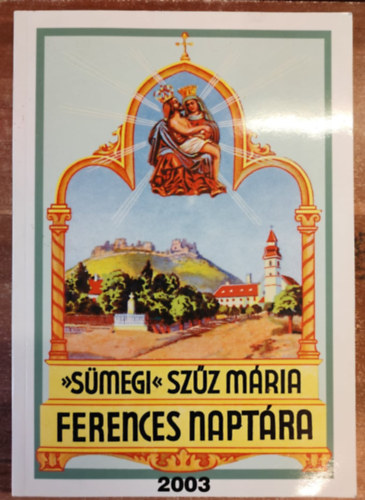 »SÜMEGI« SZŰZ MÁRIA
FERENCES NAPTÁRA
2003